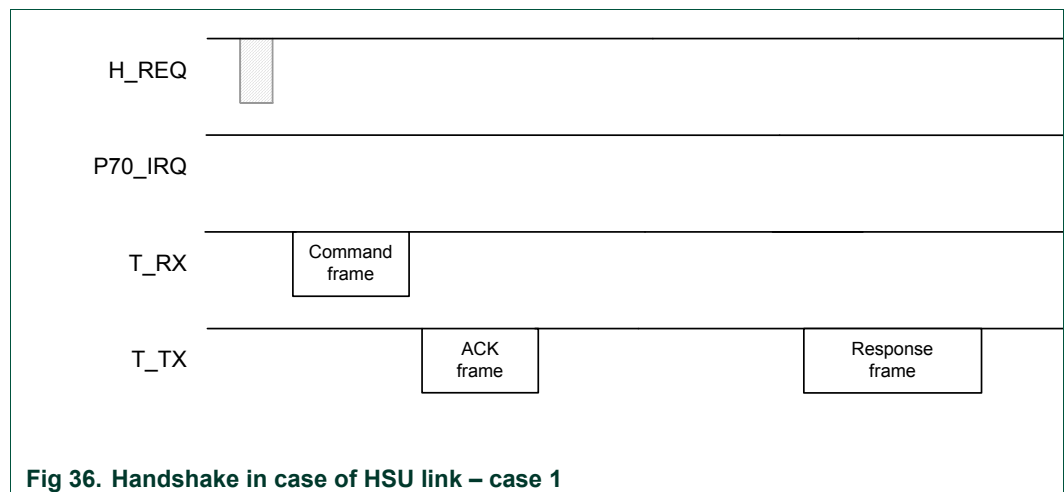 H_REQ
P70_IRQ
T_RX
Command
frame
T_TX
ACK
frame
Response
frame
Fig 36. Handshake in case of HSU link – case 1